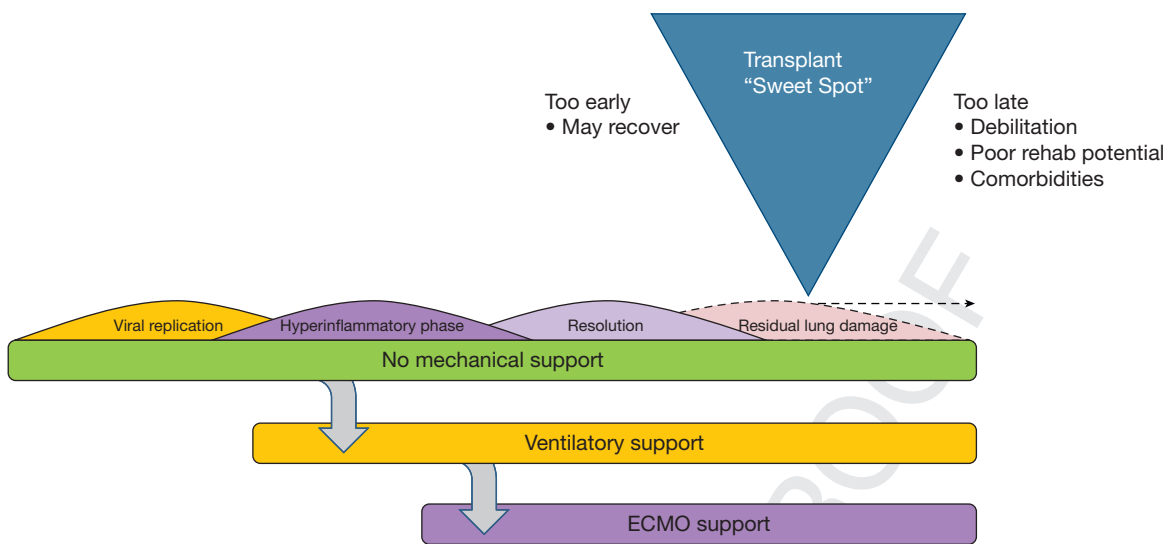 Transplant
“Sweet Spot”
Too early
• May recover
Too late
• Debilitation
• Poor rehab potential
• Comorbidities
Viral replication
Hyperinflammatory phase
Resolution
Residual lung damage
No mechanical support
Ventilatory support
ECMO support
ROOF